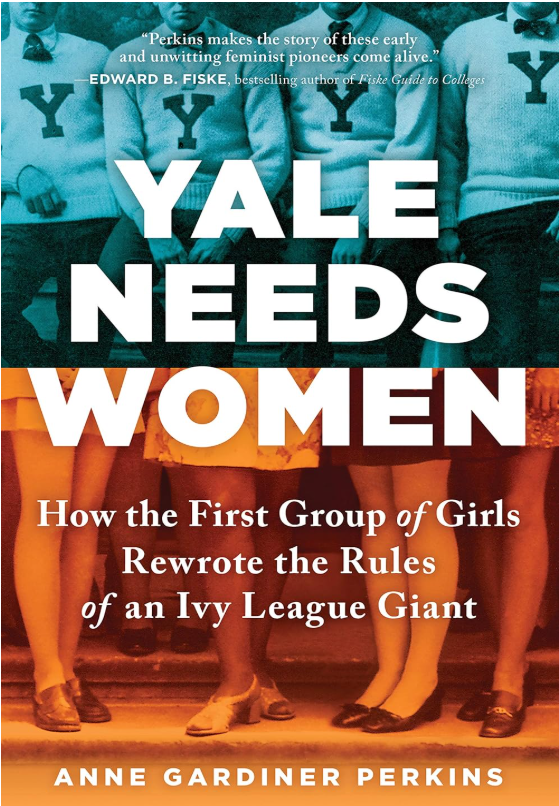 "Perkins makes the story of these early
and unwitting feminist pioneers come alive."
—EDWARD B. FISKE, bestselling author of Fiske Guide to Colleges
Y Y Y Y
YALE
NEEDS
WOMEN
How the First Group of Girls
Rewrote the Rules
of an Ivy League Giant
ANNE GARDINER PERKINS